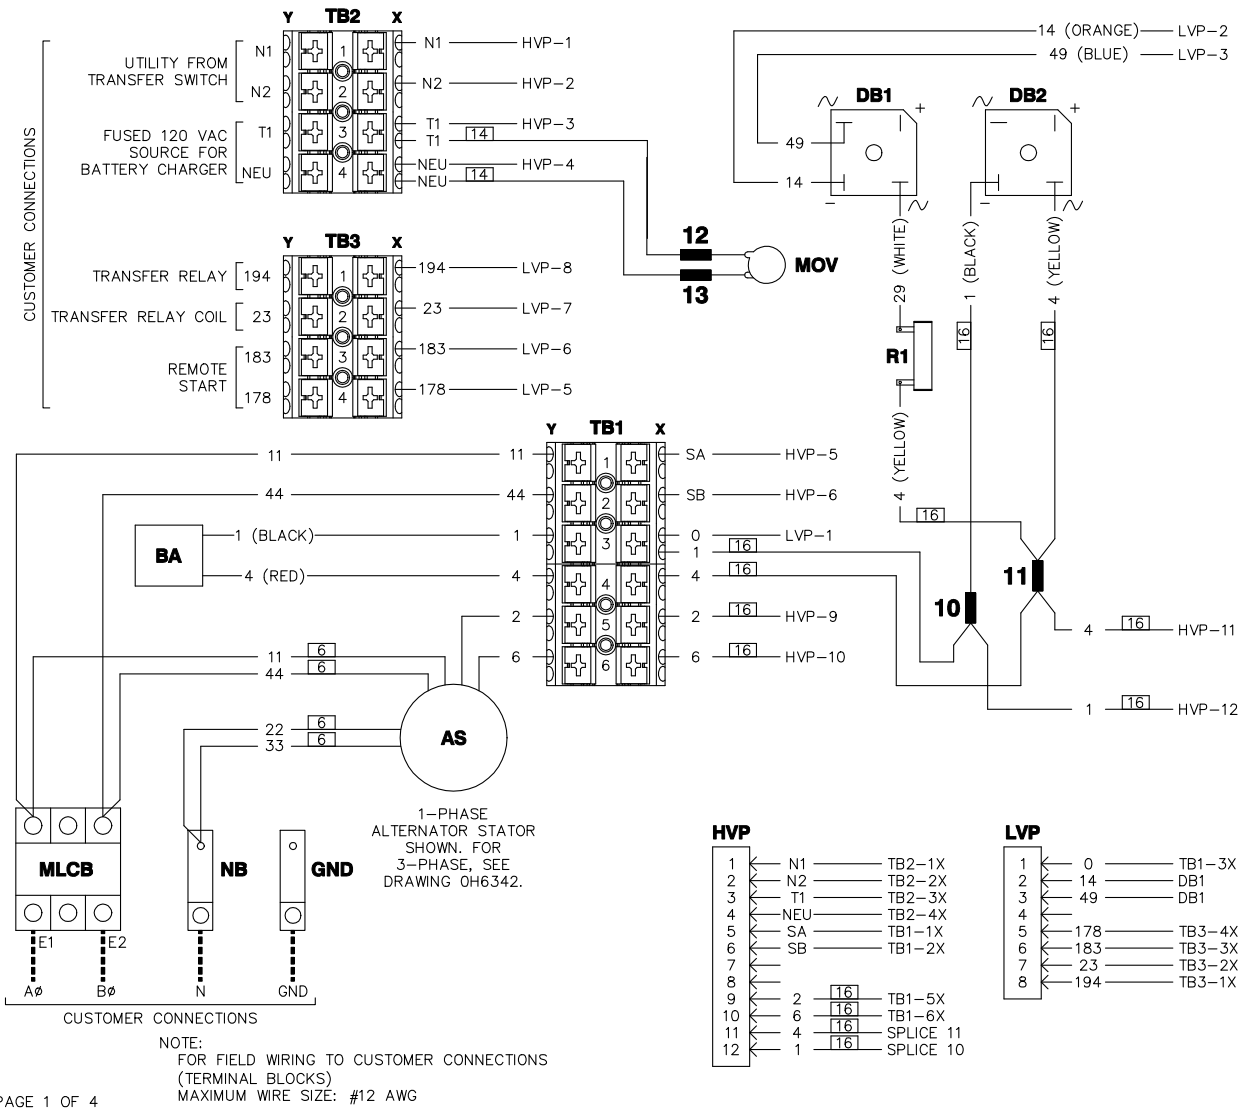 Y TB2 X
UTILITY FROM
TRANSFER SWITCH
N1
N2
FUSED 120 VAC
SOURCE FOR
BATTERY CHARGER
T1
NEU
1
2
3
4
N1 HVP-1
N2 HVP-2
T1 HVP-3
T1 14
NEU HVP-4
NEU 14
CUSTOMER CONNECTIONS
Y TB3 X
TRANSFER RELAY 194
TRANSFER RELAY COIL 23
REMOTE
START
183
178
1
2
3
4
194 LVP-8
23 LVP-7
183 LVP-6
178 LVP-5
12
13
MOV
14 (ORANGE) LVP-2
49 (BLUE) LVP-3
~ DB1 +
49
14
- ~
~ DB2 +
- ~
29 (WHITE)
1 (BLACK)
4 (YELLOW)
16
16
R1
4 (YELLOW)
16
Y TB1 X
11 11
44 44
BA
1 (BLACK) 1
4 (RED) 4
2
6
1
2
3
4
5
6
SA HVP-5
SB HVP-6
0 LVP-1
1 16
4 16
2 16 HVP-9
6 16 HVP-10
11
10
4 16 HVP-11
1 16 HVP-12
11 6
44 6
22 6
33 6
AS
1-PHASE
ALTERNATOR STATOR
SHOWN. FOR
3-PHASE, SEE
DRAWING 0H6342.
MLCB
NB
GND
E1
E2
AØ
BØ
N
GND
CUSTOMER CONNECTIONS
HVP
1 N1 TB2-1X
2 N2 TB2-2X
3 T1 TB2-3X
4 NEU TB2-4X
5 SA TB1-1X
6 SB TB1-2X
7
8
9 2 16 TB1-5X
10 6 16 TB1-6X
11 4 16 SPLICE 11
12 1 16 SPLICE 10
LVP
1 0 TB1-3X
2 14 DB1
3 49 DB1
4
5 178 TB3-4X
6 183 TB3-3X
7 23 TB3-2X
8 194 TB3-1X
NOTE:
FOR FIELD WIRING TO CUSTOMER CONNECTIONS
(TERMINAL BLOCKS)
MAXIMUM WIRE SIZE: #12 AWG
PAGE 1 OF 4